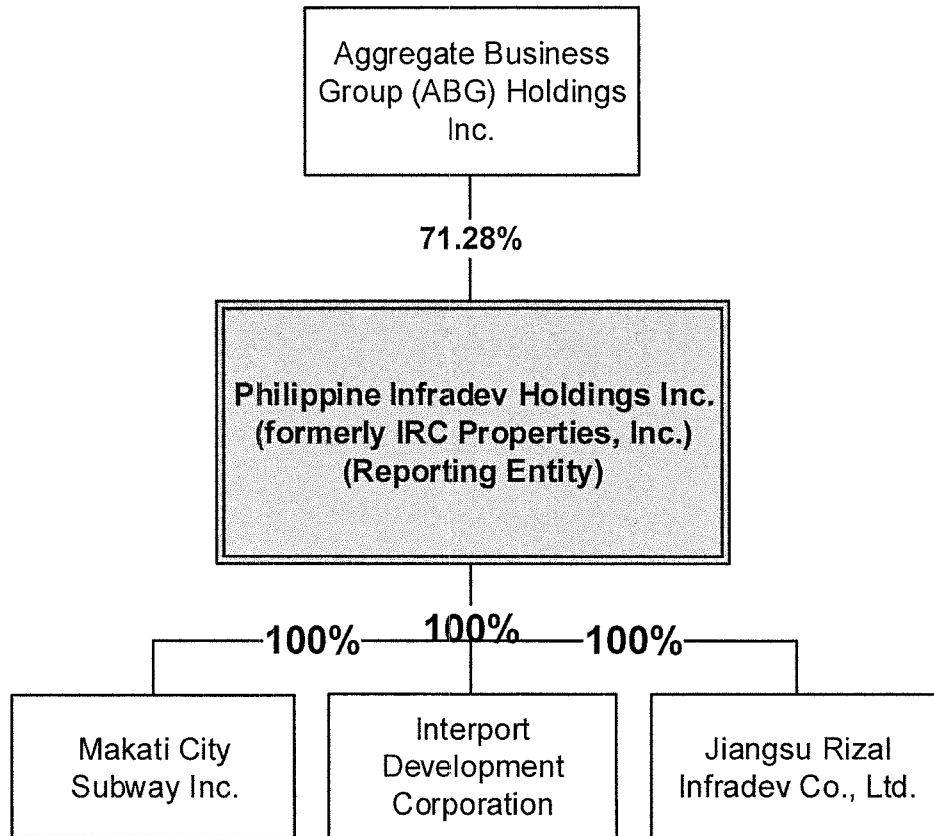 Aggregate Business
Group (ABG) Holdings
Inc.
71.28%
Philippine Infradev Holdings Inc.
(formerly IRC Properties, Inc.)
(Reporting Entity)
100% 100% 100%
Makati City
Subway Inc.
Interport
Development
Corporation
Jiangsu Rizal
Infradev Co., Ltd.